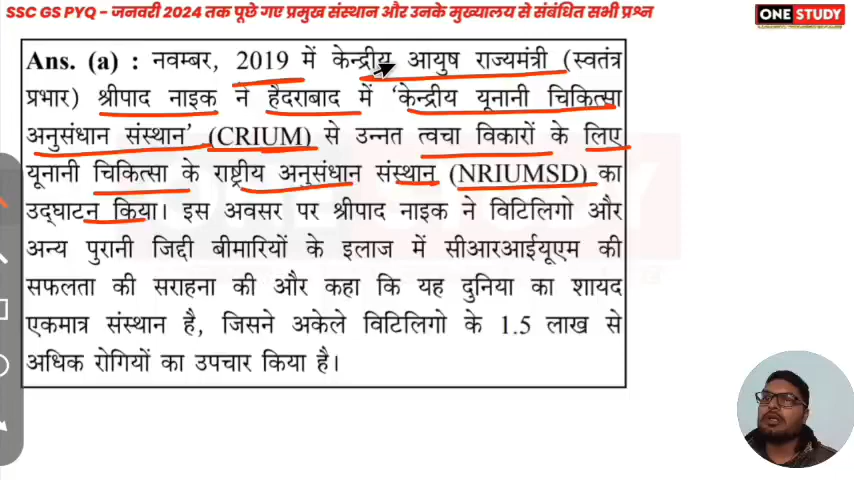 SSC GS PYQ - जनवरी 2024 तक पूछे गए प्रमुख संस्थान और उनके मुख्यालय से संबंधित सभी प्रश्न
ONE STUDY
Ans. (a) : नवम्बर, 2019 में केन्द्रीय आयुष राज्यमंत्री (स्वतंत्र
प्रभार) श्रीपाद नाइक ने हैदराबाद में ‘केन्द्रीय यूनानी चिकित्सा
अनुसंधान संस्थान’ (CRIUM) से उन्नत त्वचा विकारों के लिए
यूनानी चिकित्सा के राष्ट्रीय अनुसंधान संस्थान (NRIUMSD) का
उद्घाटन किया। इस अवसर पर श्रीपाद नाइक ने विटिलिगो और
अन्य पुरानी जिद्दी बीमारियों के इलाज में सीआरआईयूएम की
सफलता की सराहना की और कहा कि यह दुनिया का शायद
एकमात्र संस्थान है, जिसने अकेले विटिलिगो के 1.5 लाख से
अधिक रोगियों का उपचार किया है।